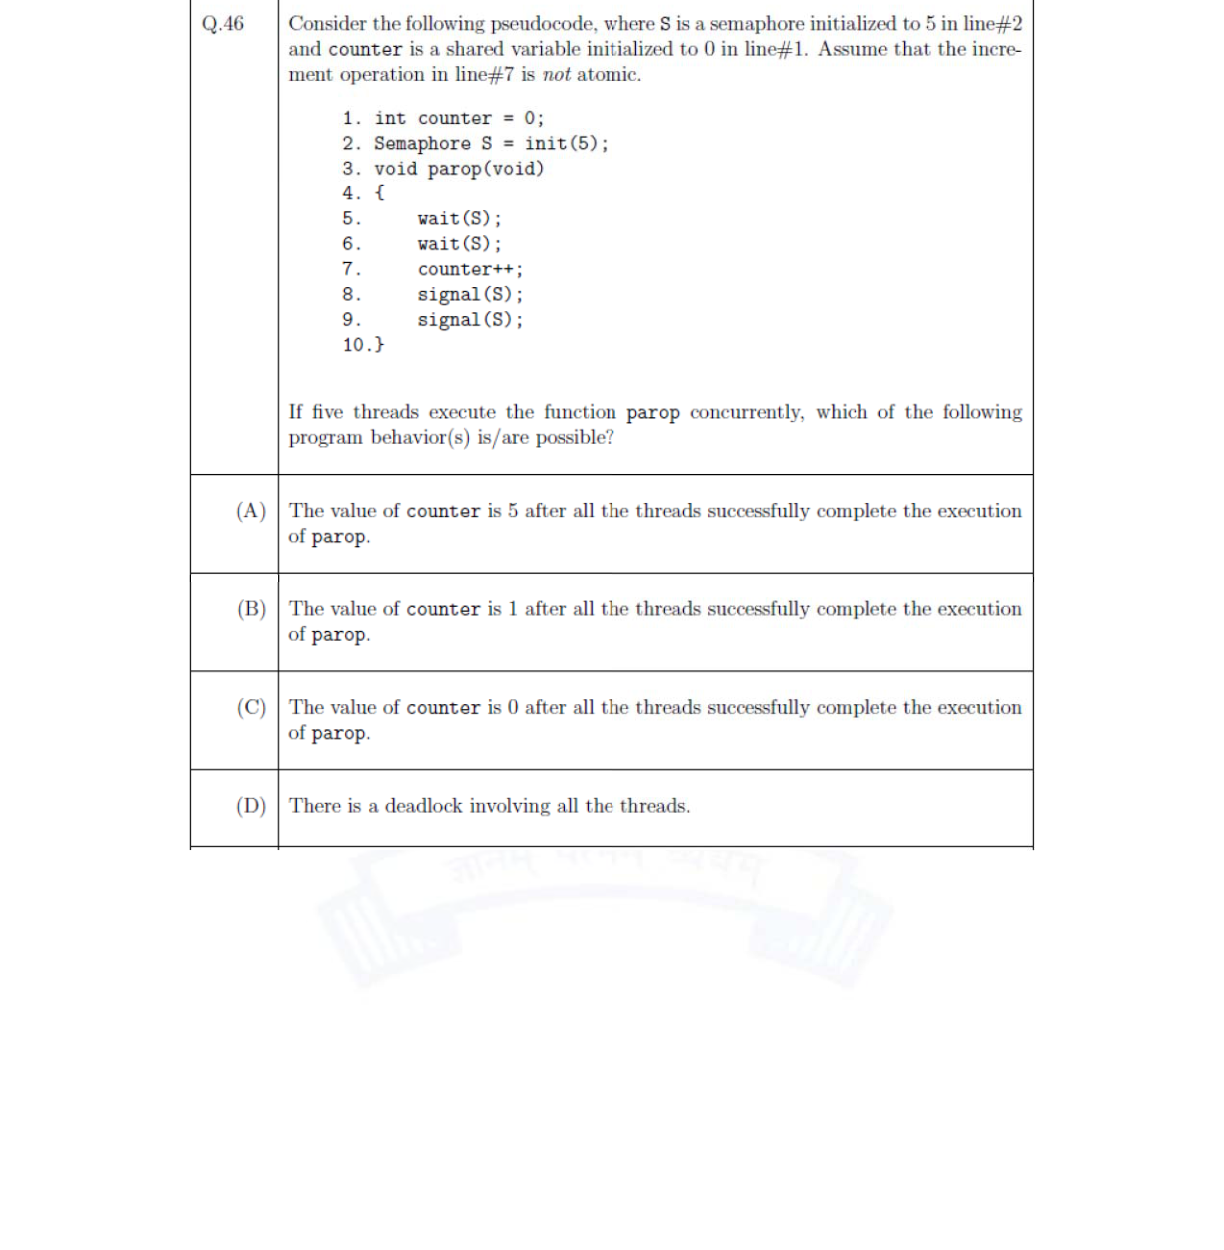 Q.46
Consider the following pseudocode, where S is a semaphore initialized to 5 in line#2
and counter is a shared variable initialized to 0 in line#1. Assume that the incre-
ment operation in line#7 is not atomic.
1. int counter = 0;
2. Semaphore S = init(5);
3. void parop(void)
4. {
5. wait(S);
6. wait(S);
7. counter++;
8. signal(S);
9. signal(S);
10.}
If five threads execute the function parop concurrently, which of the following
program behavior(s) is/are possible?
(A) The value of counter is 5 after all the threads successfully complete the execution
of parop.
(B) The value of counter is 1 after all the threads successfully complete the execution
of parop.
(C) The value of counter is 0 after all the threads successfully complete the execution
of parop.
(D) There is a deadlock involving all the threads.